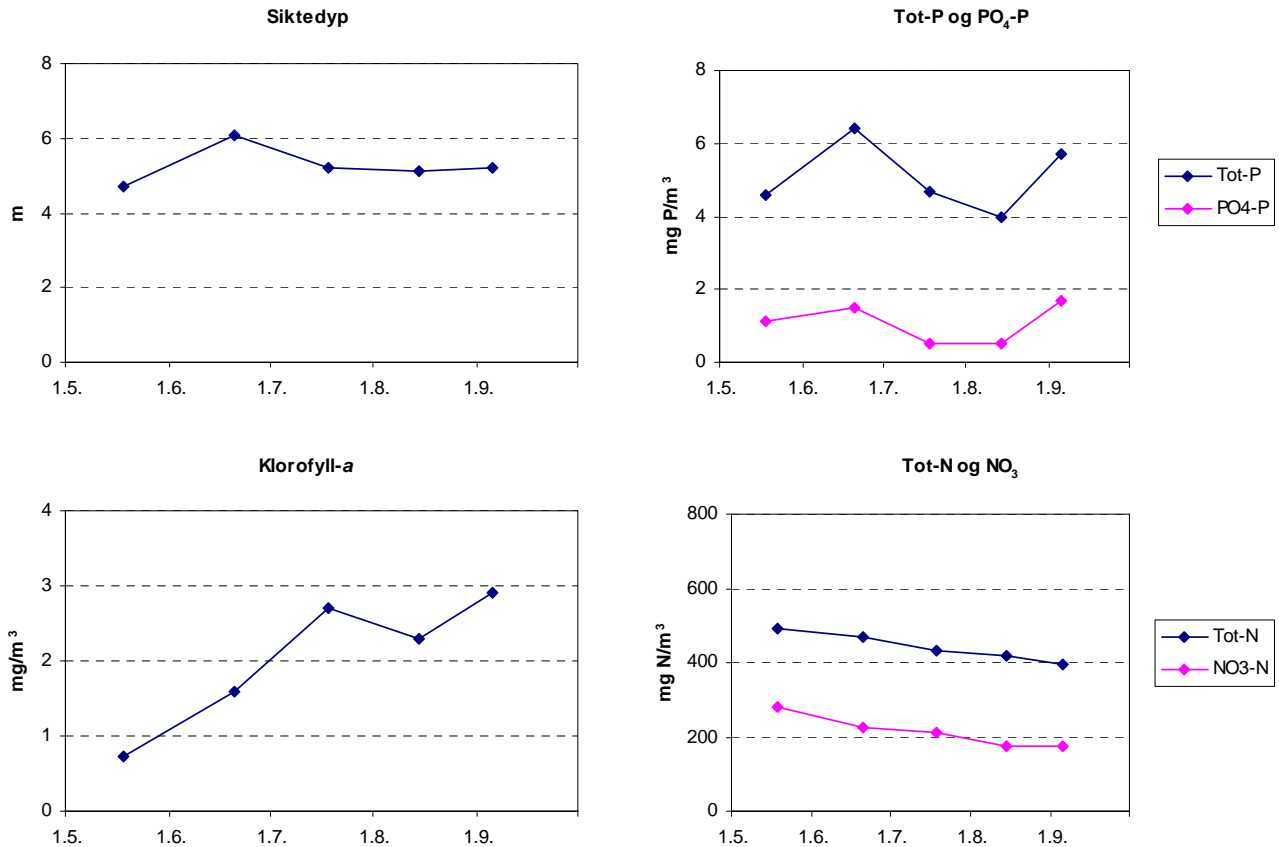 Siktedyp
8
6
4
2
0
m
1.5. 1.6. 1.7. 1.8. 1.9.
Tot-P og PO₄-P
8
6
4
2
0
mg P/m³
1.5. 1.6. 1.7. 1.8. 1.9.
Tot-P
PO4-P
Klorofyll-a
4
3
2
1
0
mg/m³
1.5. 1.6. 1.7. 1.8. 1.9.
Tot-N og NO₃
800
600
400
200
0
mg N/m³
1.5. 1.6. 1.7. 1.8. 1.9.
Tot-N
NO3-N